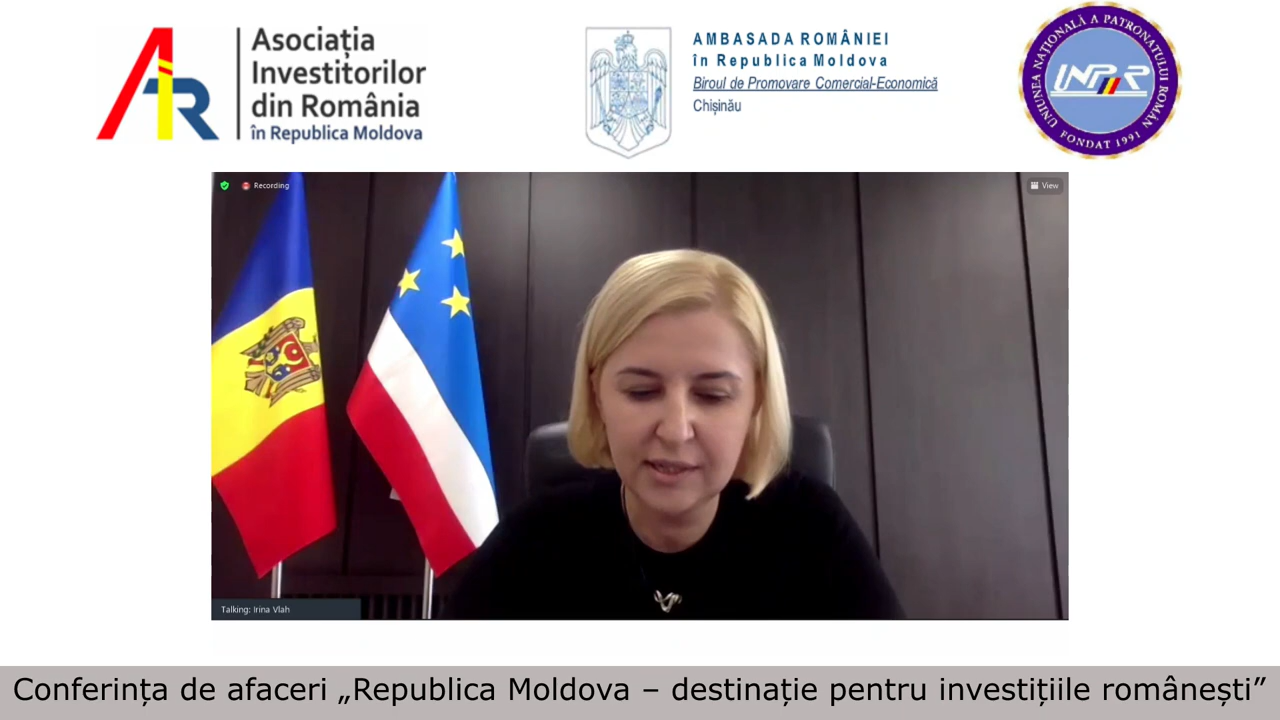 Asociația
Investitorilor
din România
în Republica Moldova
AMBASADA ROMÂNIEI
în Republica Moldova
Biroul de Promovare Comercial-Economică
Chișinău
UNIUNEA NAȚIONALĂ A PATRONATULUI ROMÂN
UNPR
FONDAT 1991
Recording
View
Talking: Irina Vlah
Conferința de afaceri „Republica Moldova – destinație pentru investițiile românești”